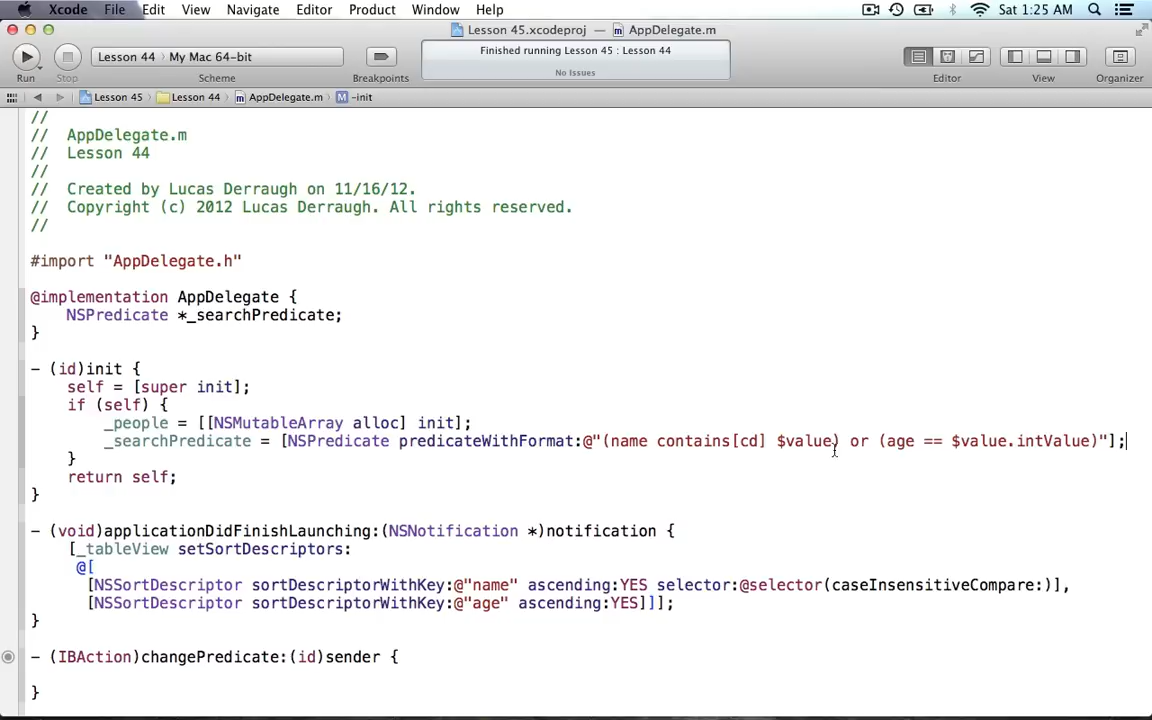 Xcode File Edit View Navigate Editor Product Window Help Sat 1:25 AM
Lesson 45.xcodeproj — AppDelegate.m
Lesson 44 › My Mac 64-bit
Finished running Lesson 45 : Lesson 44
No Issues
Run Stop Scheme Breakpoints Editor View Organizer
Lesson 45 › Lesson 44 › AppDelegate.m › M -init
//
// AppDelegate.m
// Lesson 44
//
// Created by Lucas Derraugh on 11/16/12.
// Copyright (c) 2012 Lucas Derraugh. All rights reserved.
//
#import "AppDelegate.h"
@implementation AppDelegate {
NSPredicate *_searchPredicate;
}
- (id)init {
self = [super init];
if (self) {
_people = [[NSMutableArray alloc] init];
_searchPredicate = [NSPredicate predicateWithFormat:@"(name contains[cd] $value) or (age == $value.intValue)"];
}
return self;
}
- (void)applicationDidFinishLaunching:(NSNotification *)notification {
[_tableView setSortDescriptors:
@[
[NSSortDescriptor sortDescriptorWithKey:@"name" ascending:YES selector:@selector(caseInsensitiveCompare:)],
[NSSortDescriptor sortDescriptorWithKey:@"age" ascending:YES]]];
}
- (IBAction)changePredicate:(id)sender {
}